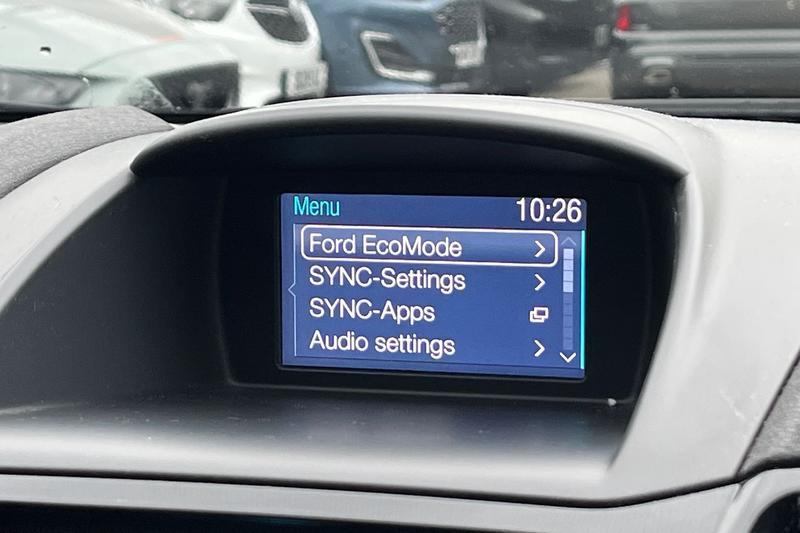 Menu 10:26
Ford EcoMode
SYNC-Settings
SYNC-Apps
Audio settings